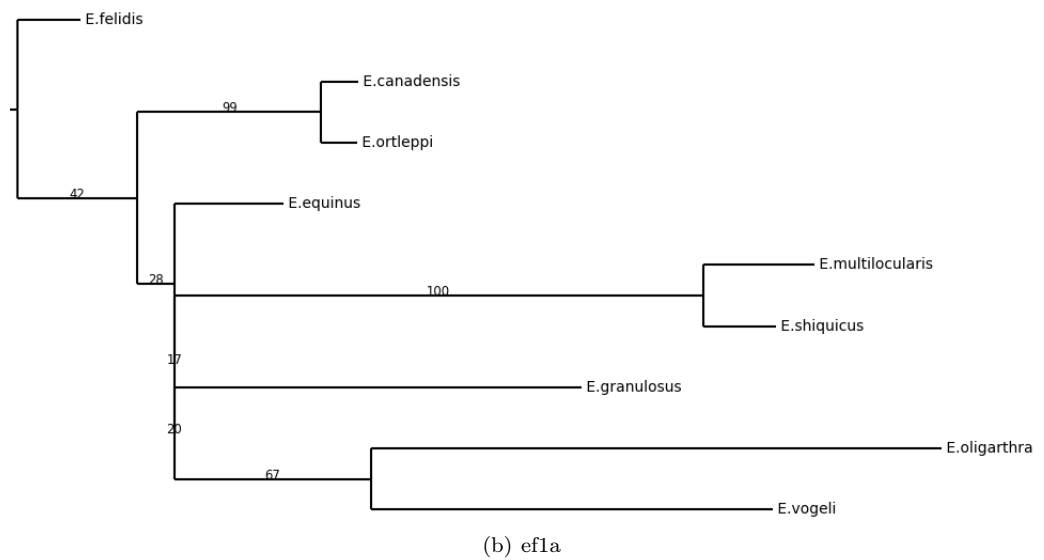 E.felidis
E.canadensis
99
E.ortleppi
42
E.equinus
E.multilocularis
28
100
E.shiquicus
17
E.granulosus
20
E.oligarthra
67
E.vogeli
(b) ef1a